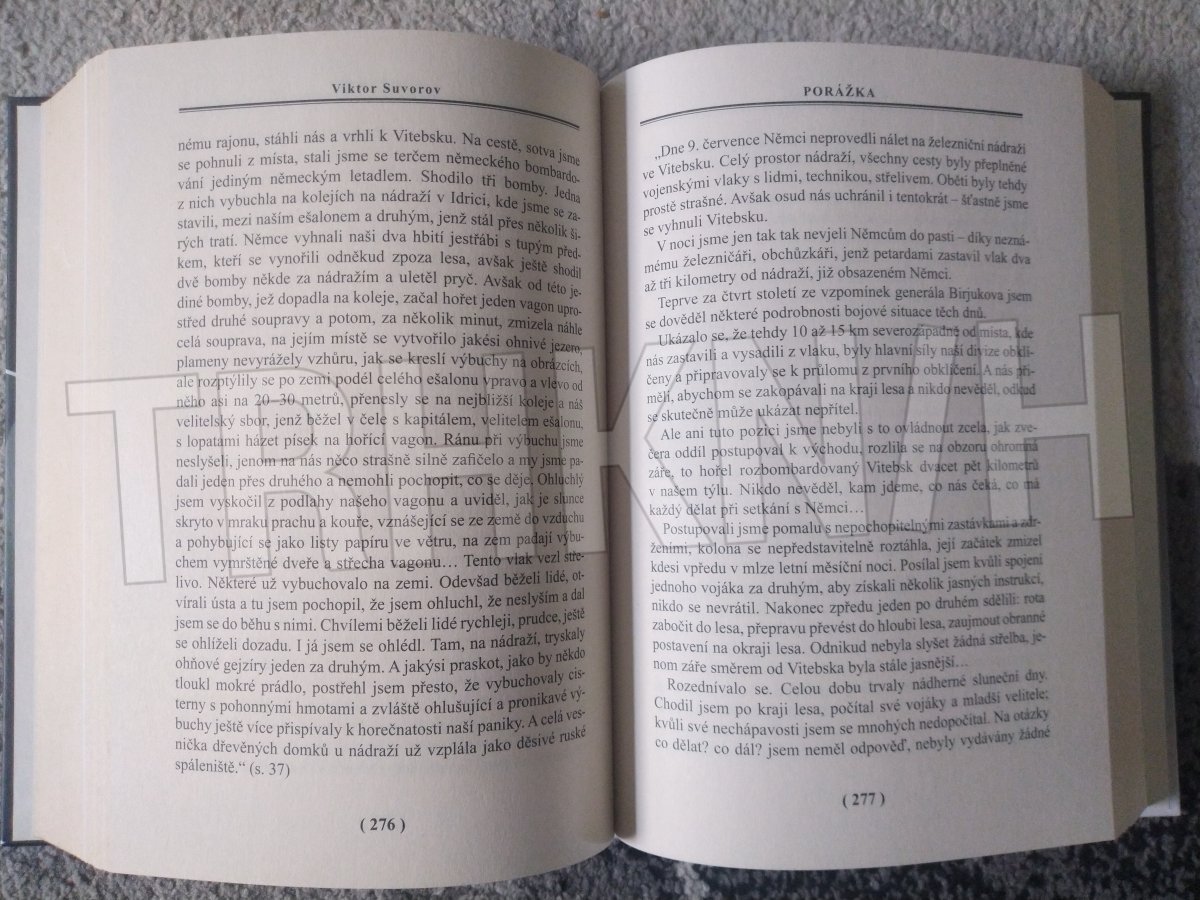 Viktor Suvorov
nému rajonu, stáhli nás a vrhli k Vitebsku. Na cestě, sotva jsme
se pohnuli z místa, stali jsme se terčem německého bombardo-
vání jediným německým letadlem. Shodilo tři bomby. Jedna
z nich vybuchla na kolejích na nádraží v Idrici, kde jsme se za-
stavili, mezi naším ešalonem a druhým, jenž stál přes několik ši-
rých tratí. Němce vyhnali naši dva hbití jestřábi s tupým před-
kem, kteří se vynořili odněkud zpoza lesa, avšak ještě shodil
dvě bomby někde za nádražím a uletěl pryč. Avšak od této je-
diné bomby, jež dopadla na koleje, začal hořet jeden vagon upro-
střed druhé soupravy a potom, za několik minut, zmizela náhle
celá souprava, na jejím místě se vytvořilo jakési ohnivé jezero,
plameny nevyrážely vzhůru, jak se kreslí výbuchy na obrázcích,
ale rozptýlily se po zemi podél celého ešalonu vpravo a vlevo od
něho asi na 20–30 metrů, přenesly se na nejbližší koleje a náš
velitelský sbor, jenž běžel v čele s kapitálem, velitelem ešalonu,
s lopatami házet písek na hořící vagon. Ránu při výbuchu jsme
neslyšeli, jenom na nás něco strašně silně zafičelo a my jsme pa-
dali jeden přes druhého a nemohli pochopit, co se děje. Ohluchlý
jsem vyskočil z podlahy našeho vagonu a uviděl, jak je slunce
skryto v mraku prachu a kouře, vznášející se ze země do vzduchu
a pohybující se jako listy papíru ve větru, na zem padají výbu-
chem vymrštěné dveře a střecha vagonu… Tento vlak vezl stře-
livo. Některé už vybuchovalo na zemi. Odevšad běželi lidé, ot-
vírali ústa a tu jsem pochopil, že jsem ohluchl, že neslyším a dal
jsem se do běhu s nimi. Chvílemi běželi lidé rychleji, prudce, ještě
se ohlíželi dozadu. I já jsem se ohlédl. Tam, na nádraží, tryskaly
ohňové gejzíry jeden za druhým. A jakýsi praskot, jako by někdo
tloukl mokré prádlo, postřehl jsem přesto, že vybuchovaly cis-
terny s pohonnými hmotami a zvláště ohlušující a pronikavé vý-
buchy ještě více přispívaly k horečnatosti naší paniky. A celá ves-
nička dřevěných domků u nádraží už vzplála jako děsivé ruské
spáleniště.“ (s. 37)
( 276 )
PORÁŽKA
„Dne 9. července Němci neprovedli nálet na železniční nádraží
ve Vitebsku. Celý prostor nádraží, všechny cesty byly přeplněné
vojenskými vlaky s lidmi, technikou, střelivem. Oběti byly tehdy
prostě strašné. Avšak osud nás uchránil i tentokrát – šťastně jsme
se vyhnuli Vitebsku.
V noci jsme jen tak tak nevjeli Němcům do pasti – díky nezná-
mému železničáři, obchůzkáři, jenž petardami zastavil vlak dva
až tři kilometry od nádraží, již obsazeném Němci.
Teprve za čtvrt století ze vzpomínek generála Birjukova jsem
se dověděl některé podrobnosti bojové situace těch dnů.
Ukázalo se, že tehdy 10 až 15 km severozápadně od místa, kde
nás zastavili a vysadili z vlaku, byly hlavní síly naší divize obklí-
čeny a připravovaly se k průlomu z prvního obklíčení. A nás při-
měli, abychom se zakopávali na kraji lesa a nikdo nevěděl, odkud
se skutečně může ukázat nepřítel.
Ale ani tuto pozici jsme nebyli s to ovládnout zcela, jak zve-
čera oddíl postupoval k východu, rozlila se na obzoru ohromná
záře, to hořel rozbombardovaný Vitebsk dvacet pět kilometrů
v našem týlu. Nikdo nevěděl, kam jdeme, co nás čeká, co má
každý dělat při setkání s Němci…
Postupovali jsme pomalu s nepochopitelnými zastávkami a zdr-
ženími, kolona se nepředstavitelně roztáhla, její začátek zmizel
kdesi vpředu v mlze letní měsíční noci. Posílal jsem kvůli spojení
jednoho vojáka za druhým, aby získali několik jasných instrukcí,
nikdo se nevrátil. Nakonec zpředu jeden po druhém sdělili: rota
zabočit do lesa, přepravu převést do hloubi lesa, zaujmout obranné
postavení na okraji lesa. Odnikud nebyla slyšet žádná střelba, je-
nom záře směrem od Vitebska byla stále jasnější…
Rozednívalo se. Celou dobu trvaly nádherné sluneční dny.
Chodil jsem po kraji lesa, počítal své vojáky a mladší velitele;
kvůli své nechápavosti jsem se mnohých nedopočítal. Na otázky
co dělat? co dál? jsem neměl odpověď, nebyly vydávány žádné
( 277 )
TRHKNIH